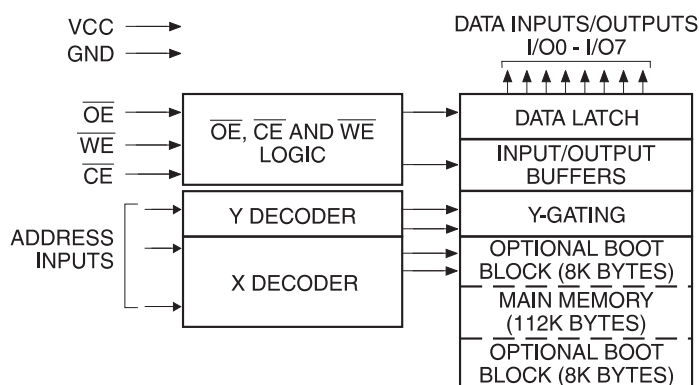 VCC
GND
DATA INPUTS/OUTPUTS
I/O0 - I/O7
OE
WE
CE
OE, CE AND WE
LOGIC
DATA LATCH
INPUT/OUTPUT
BUFFERS
ADDRESS
INPUTS
Y DECODER
Y-GATING
X DECODER
OPTIONAL BOOT
BLOCK (8K BYTES)
MAIN MEMORY
(112K BYTES)
OPTIONAL BOOT
BLOCK (8K BYTES)